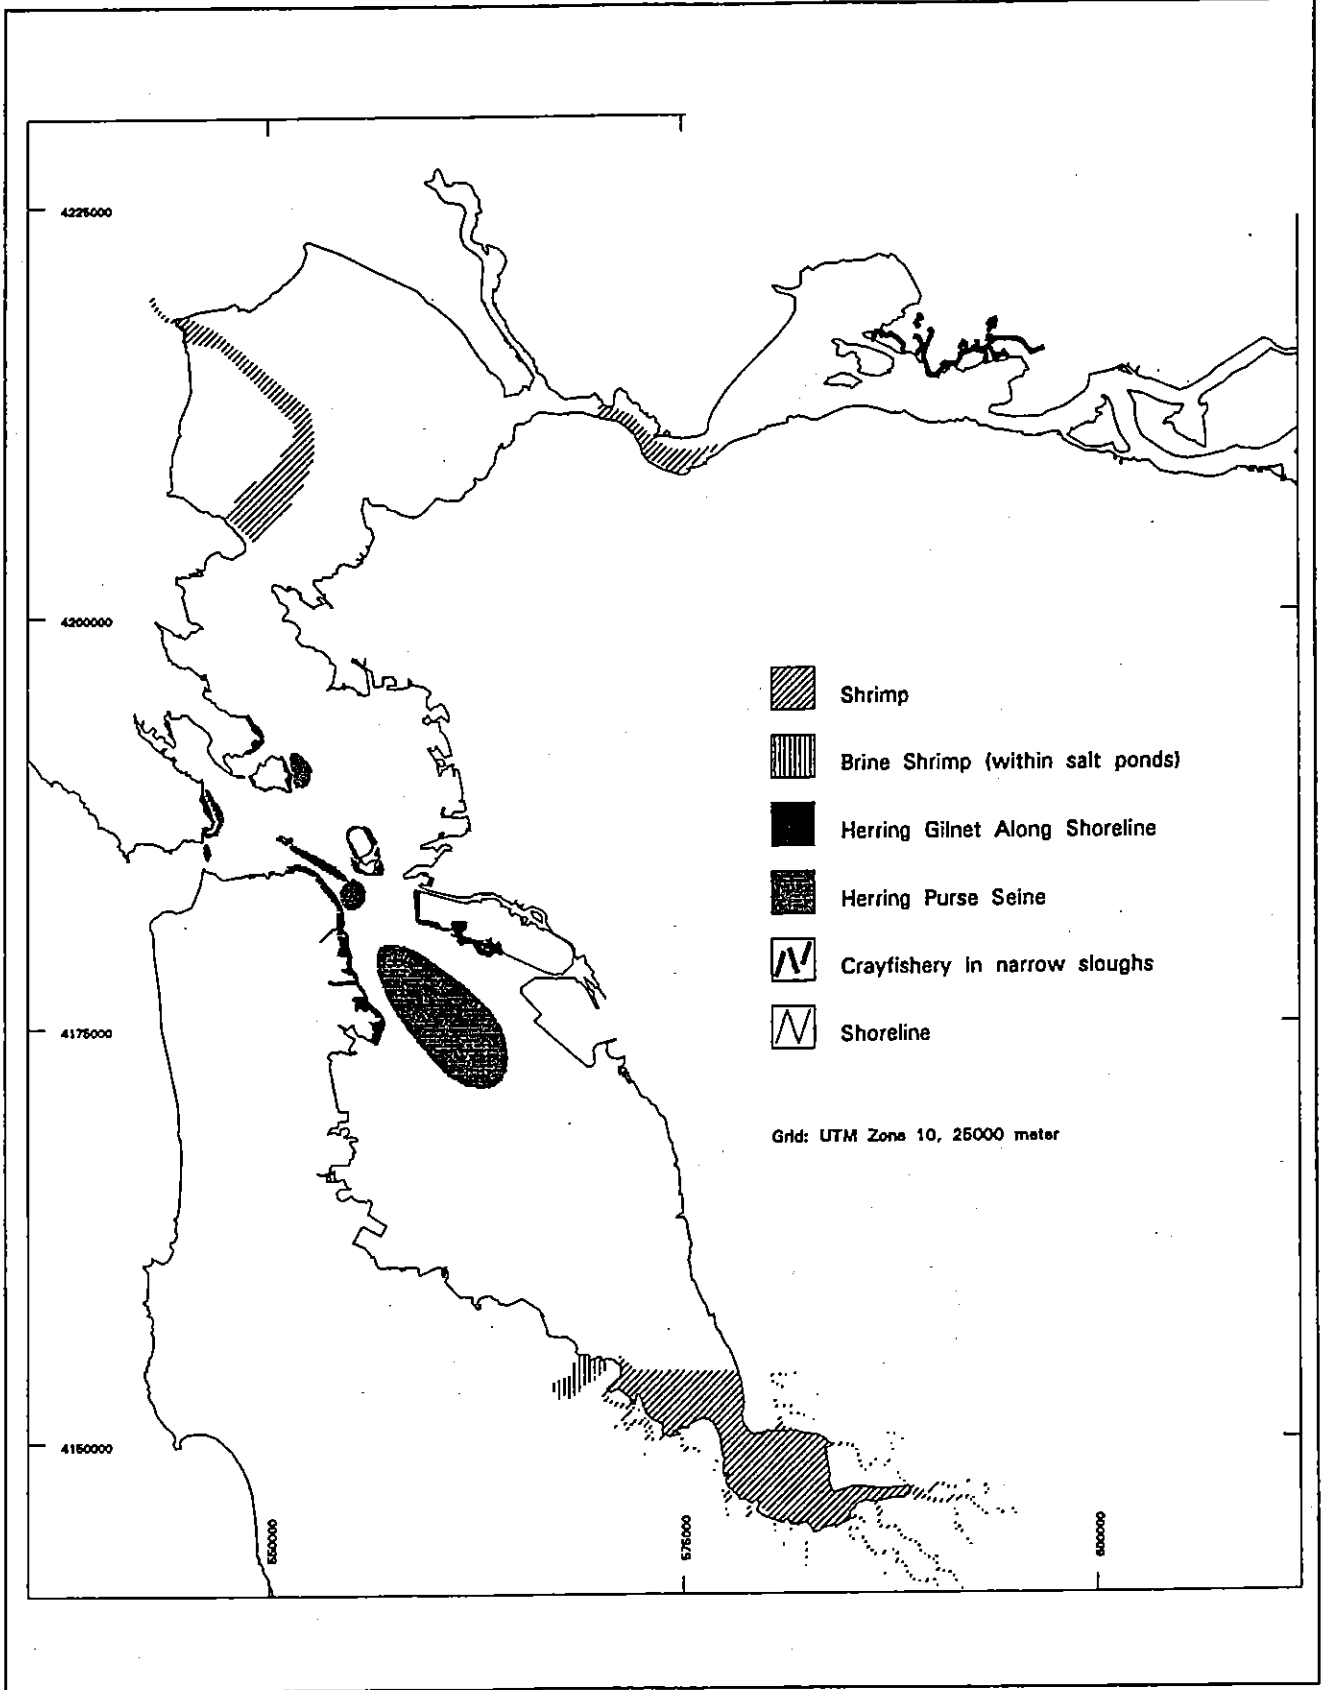 4225000
4200000
Shrimp
Brine Shrimp (within salt ponds)
Herring Gilnet Along Shoreline
Herring Purse Seine
Crayfishery in narrow sloughs
4175000
Shoreline
Grid: UTM Zone 10, 25000 meter
4150000
550000
575000
600000